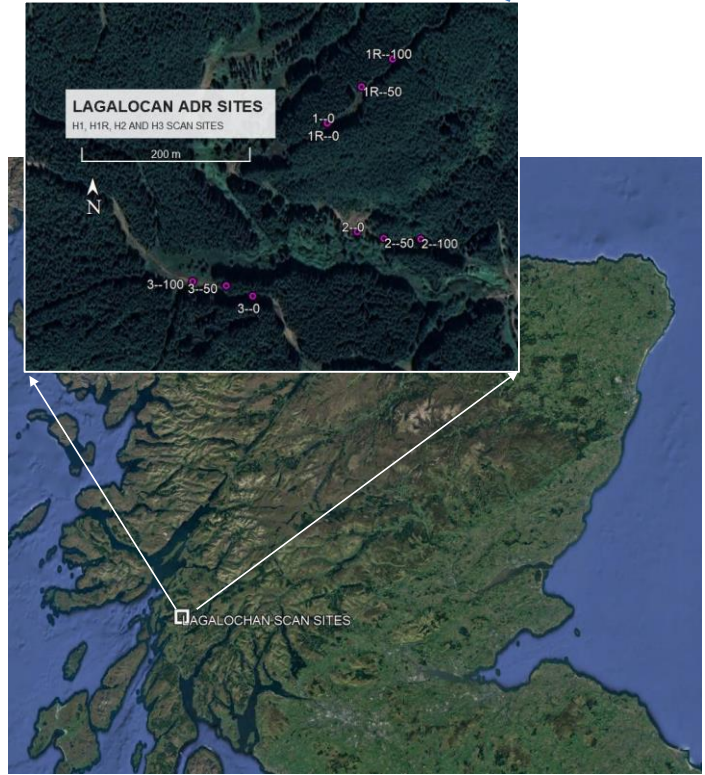 1R--100
LAGALOCAN ADR SITES
H1, H1R, H2 AND H3 SCAN SITES
1R--50
1--0
1R--0
200 m
N
2--0
2--50
2--100
3--100
3--50
3--0
LAGALOCHAN SCAN SITES